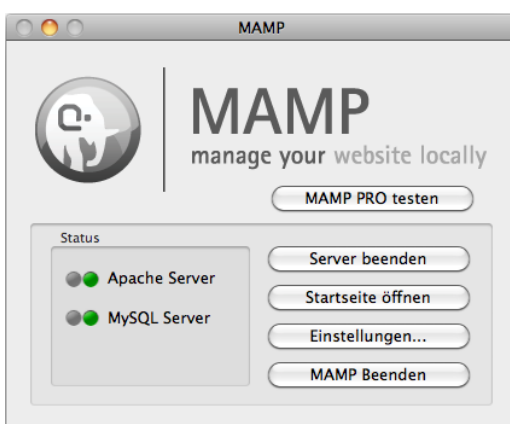 MAMP
MAMP
manage your website locally
MAMP PRO testen
Status
Apache Server
MySQL Server
Server beenden
Startseite öffnen
Einstellungen...
MAMP Beenden